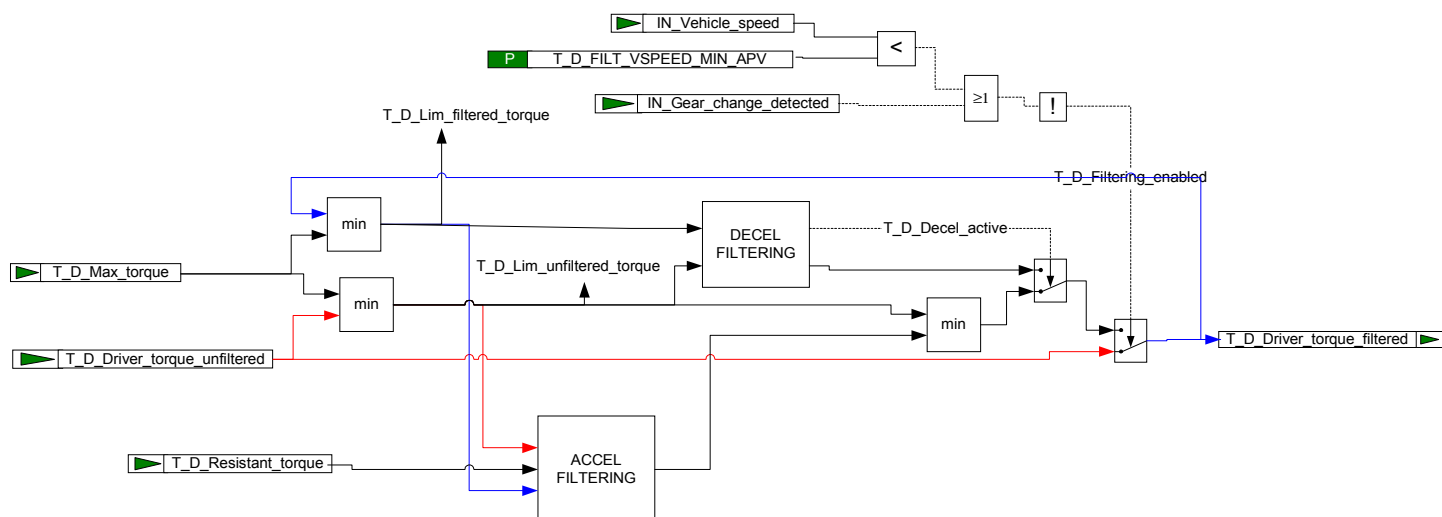 IN_Vehicle_speed
<
P T_D_FILT_VSPEED_MIN_APV
≥1
IN_Gear_change_detected
!
T_D_Lim_filtered_torque
T_D_Filtering_enabled
min
DECEL
FILTERING
T_D_Decel_active
T_D_Max_torque
T_D_Lim_unfiltered_torque
min
min
T_D_Driver_torque_filtered
T_D_Driver_torque_unfiltered
T_D_Resistant_torque
ACCEL
FILTERING